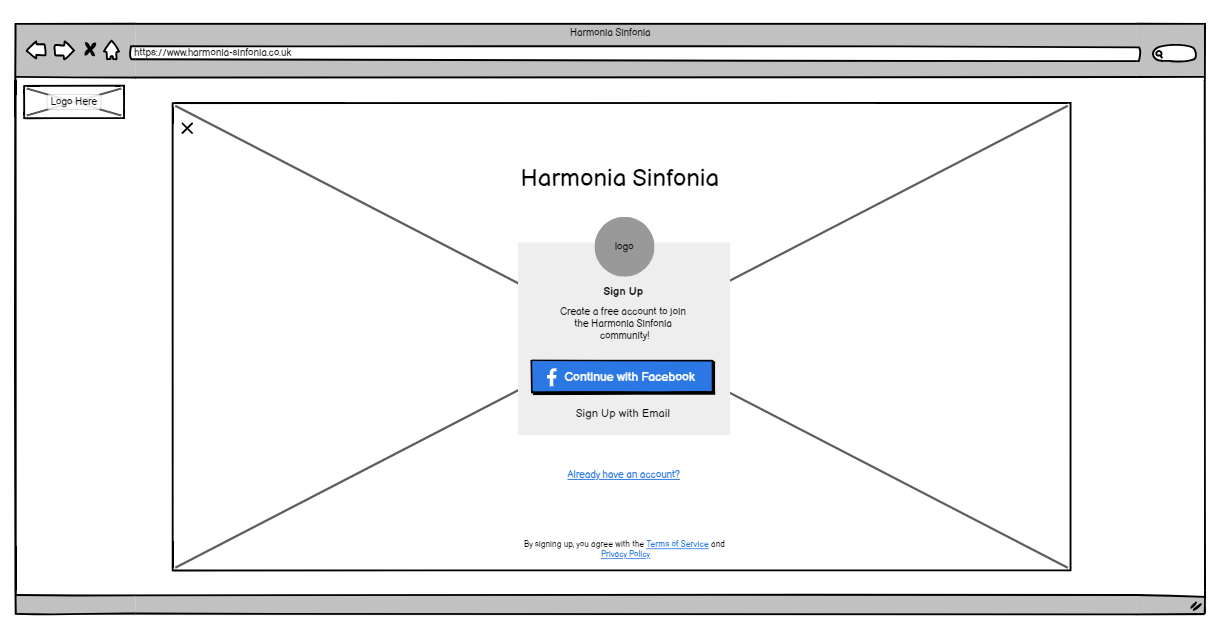 Harmonia Sinfonia
https://www.harmonia-sinfonia.co.uk
Logo Here
Harmonia Sinfonia
logo
Sign Up
Create a free account to join
the Harmonia Sinfonia
community!
Continue with Facebook
Sign Up with Email
Already have an account?
By signing up, you agree with the Terms of Service and
Privacy Policy